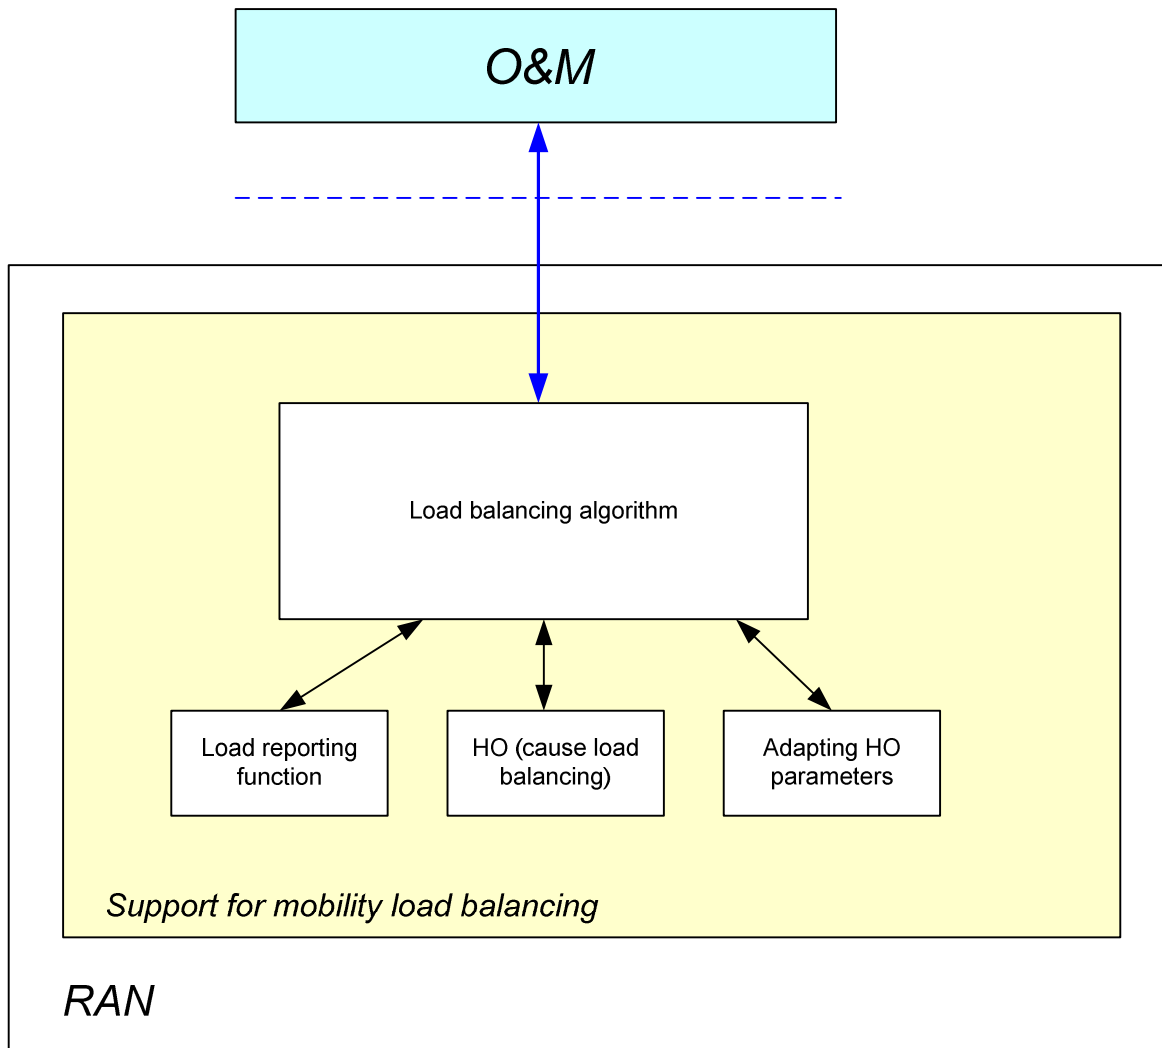 O&M
Load balancing algorithm
Load reporting
function
HO (cause load
balancing)
Adapting HO
parameters
Support for mobility load balancing
RAN